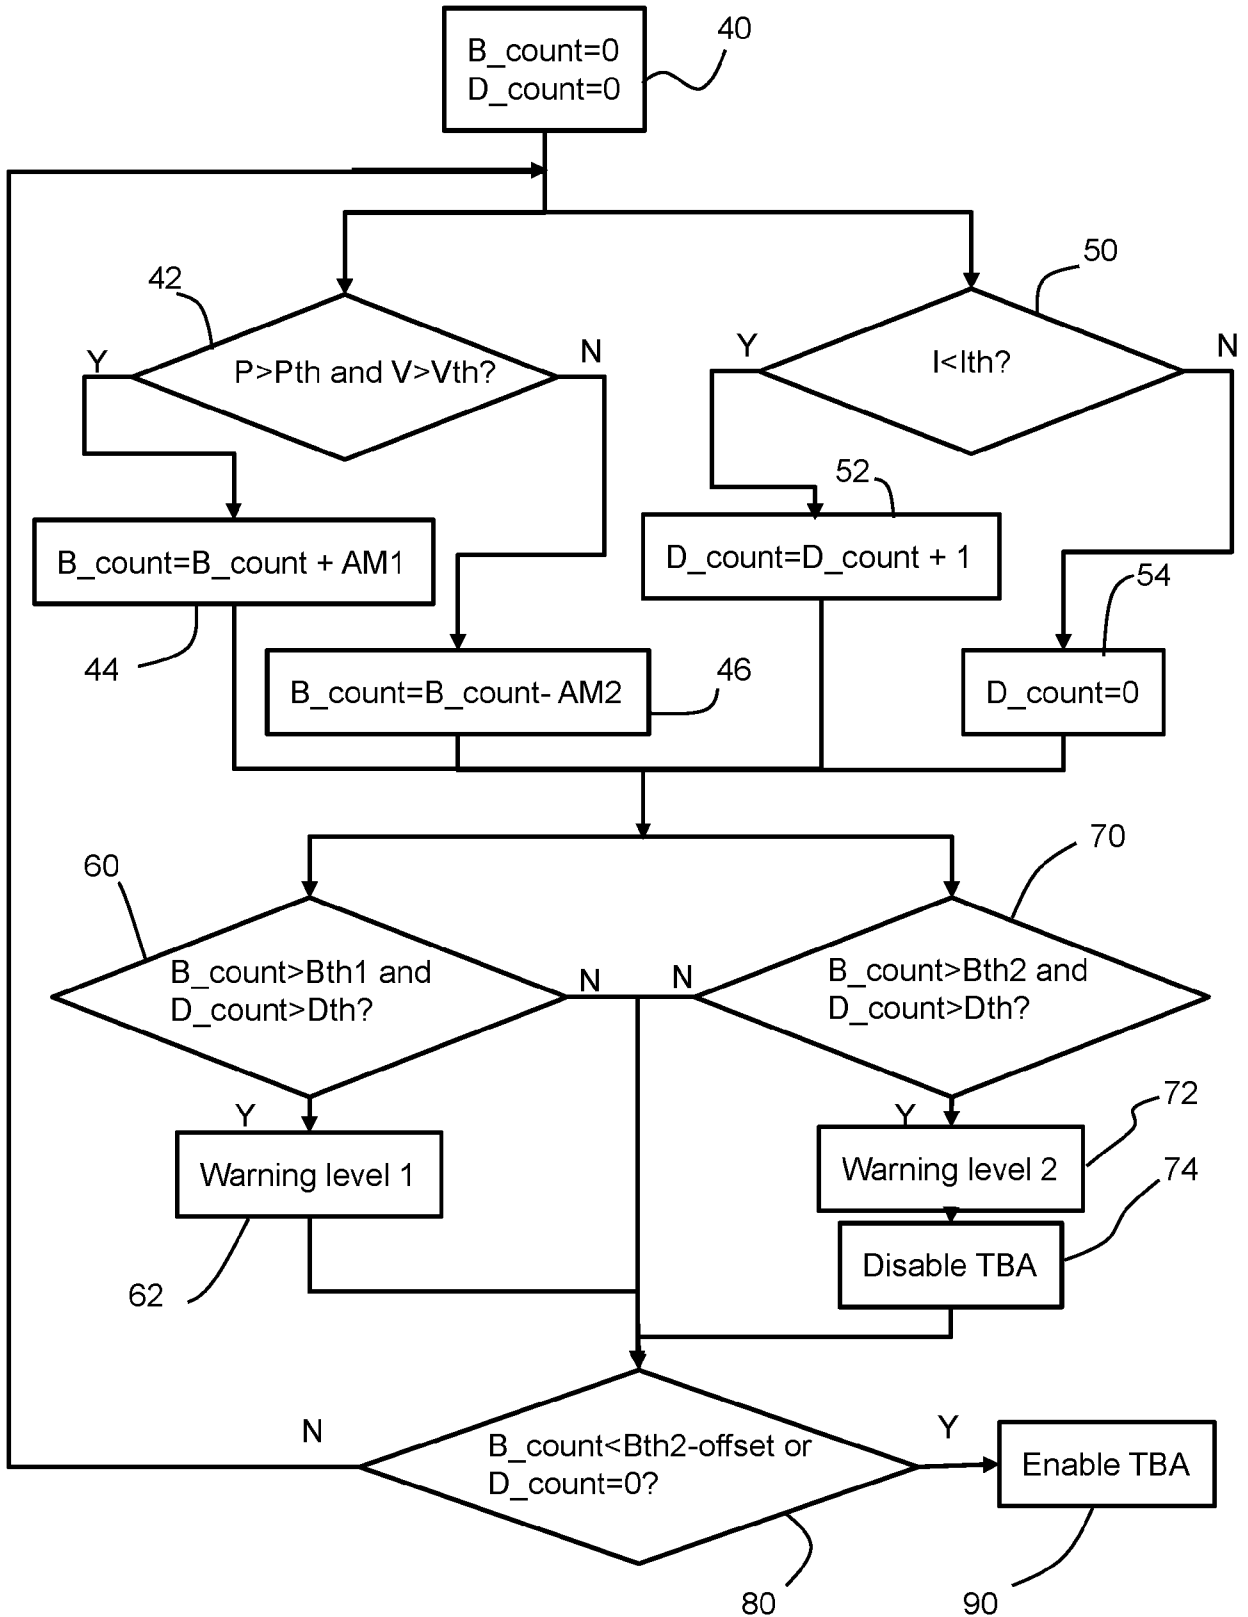 B_count=0
D_count=0
40
42
50
Y
P>Pth and V>Vth?
N
Y
I<Ith?
N
52
B_count=B_count + AM1
D_count=D_count + 1
54
44
B_count=B_count- AM2
46
D_count=0
60
70
B_count>Bth1 and
D_count>Dth?
N
N
B_count>Bth2 and
D_count>Dth?
Y
Y
72
Warning level 1
Warning level 2
74
Disable TBA
62
N
B_count<Bth2-offset or
D_count=0?
Y
Enable TBA
80
90